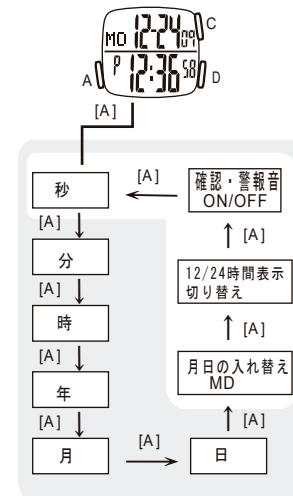 C
MO 12-24 09
P 12:36 58
A
D
[A]
秒
[A]
確認・警報音
ON/OFF
[A]
分
[A]
12/24時間表示
切り替え
[A]
時
[A]
月日の入れ替え
MD
[A]
年
[A]
月
[A]
日
[A]